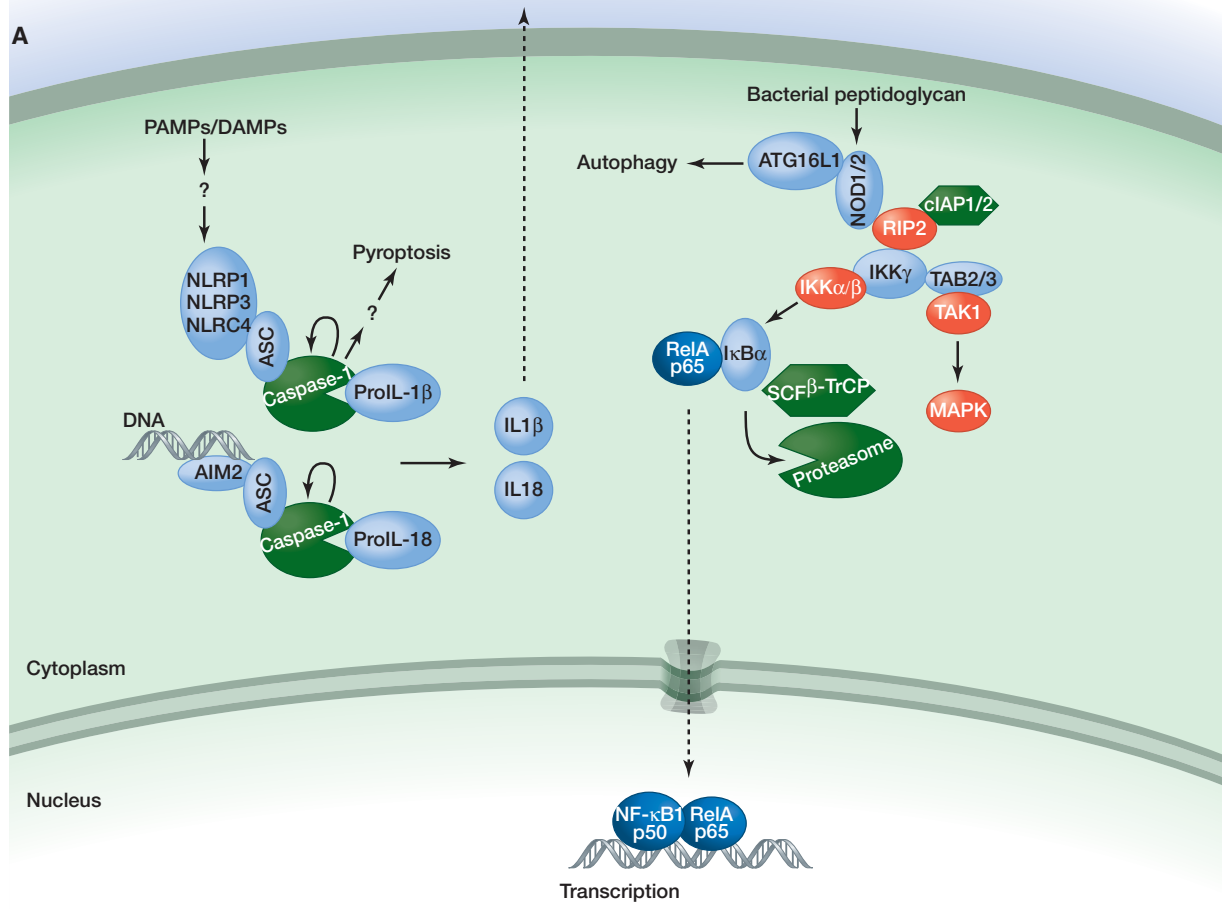 A
PAMPs/DAMPs
?
NLRP1
NLRP3
NLRC4
ASC
Caspase-1
ProIL-1β
?
Pyroptosis
DNA
AIM2
ASC
Caspase-1
ProIL-18
IL1β
IL18
Bacterial peptidoglycan
Autophagy
ATG16L1
NOD1/2
cIAP1/2
RIP2
IKKγ
IKKα/β
TAB2/3
TAK1
MAPK
RelA
p65
IκBα
SCFβ-TrCP
Proteasome
Cytoplasm
Nucleus
NF-κB1
p50
RelA
p65
Transcription